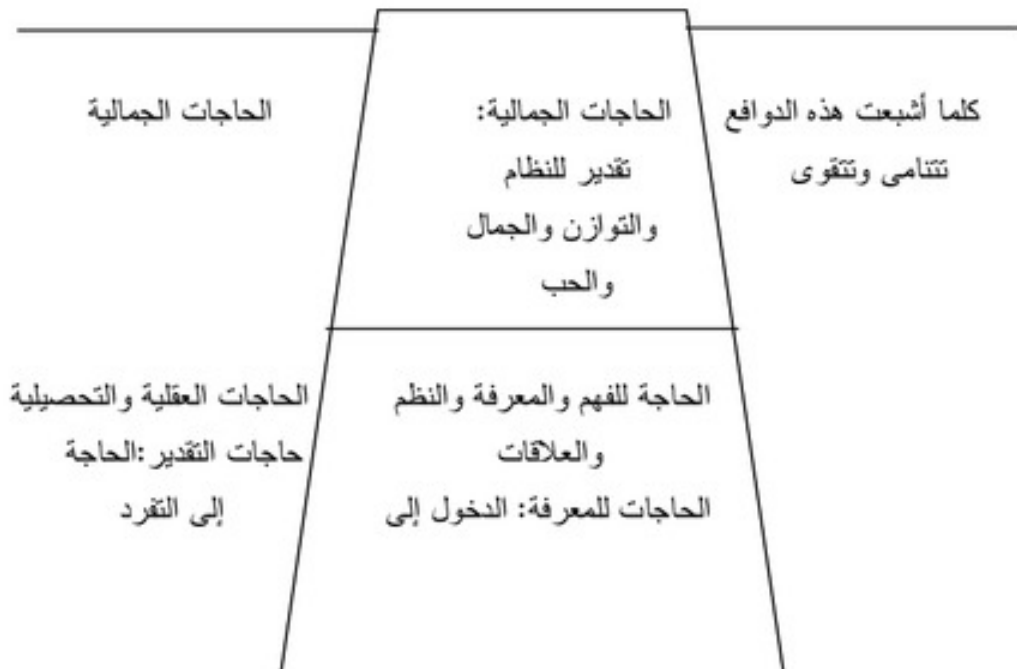 كلما أشبعت هذه الدوافع
تتنامى وتتقوى
الحاجات الجمالية:
تقدير للنظام
والتوازن والجمال
والحب
الحاجات الجمالية
الحاجة للفهم والمعرفة والنظم
والعلاقات
الحاجات للمعرفة: الدخول إلى
الحاجات العقلية والتحصيلية
حاجات التقدير :الحاجة
إلى التفرد